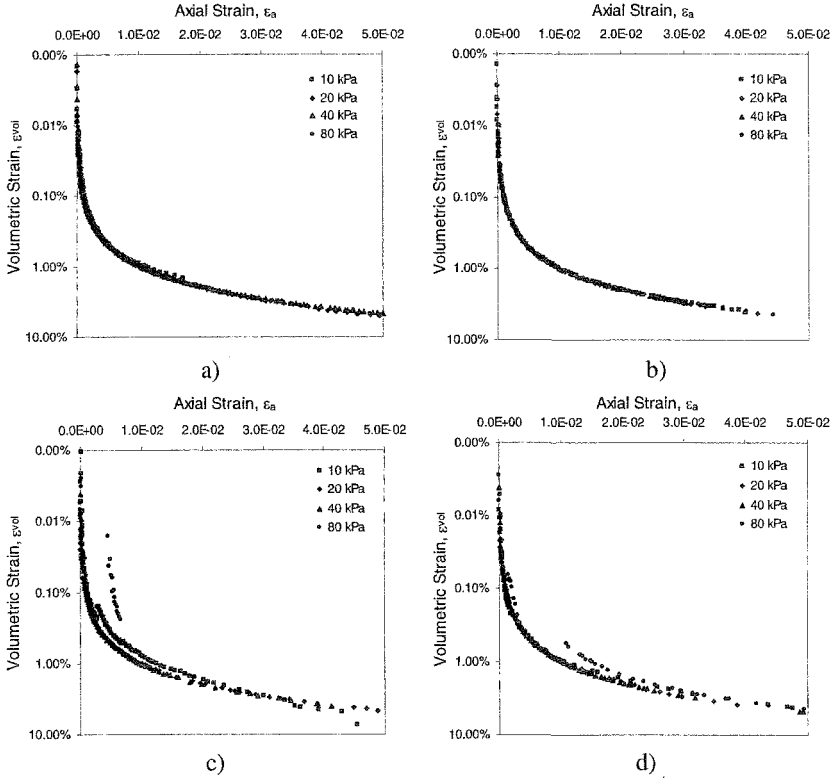 Axial Strain, εa
0.0E+00 1.0E-02 2.0E-02 3.0E-02 4.0E-02 5.0E-02
0.00%
0.01%
0.10%
1.00%
10.00%
Volumetric Strain, εvol
10 kPa
20 kPa
40 kPa
80 kPa
a)
Axial Strain, εa
0.0E+00 1.0E-02 2.0E-02 3.0E-02 4.0E-02 5.0E-02
0.00%
0.01%
0.10%
1.00%
10.00%
Volumetric Strain, εvol
10 kPa
20 kPa
40 kPa
80 kPa
b)
Axial Strain, εa
0.0E+00 1.0E-02 2.0E-02 3.0E-02 4.0E-02 5.0E-02
0.00%
0.01%
0.10%
1.00%
10.00%
Volumetric Strain, εvol
10 kPa
20 kPa
40 kPa
80 kPa
c)
Axial Strain, εa
0.0E+00 1.0E-02 2.0E-02 3.0E-02 4.0E-02 5.0E-02
0.00%
0.01%
0.10%
1.00%
10.00%
Volumetric Strain, εvol
10 kPa
20 kPa
40 kPa
80 kPa
d)